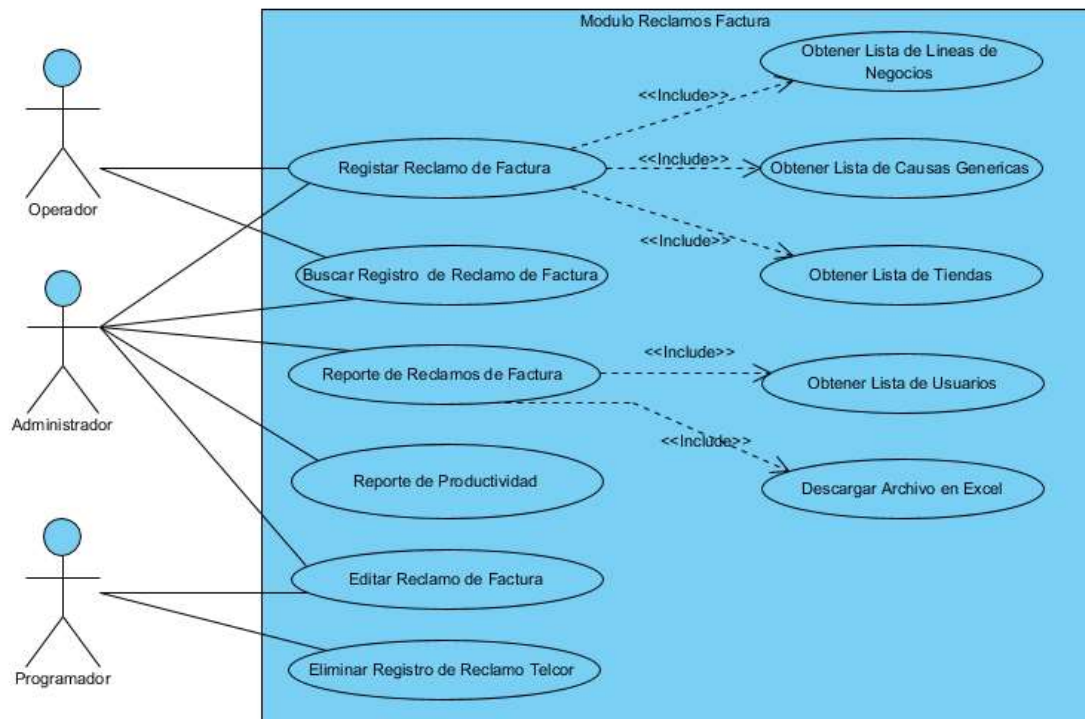 Modulo Reclamos Factura
Obtener Lista de Lineas de
Negocios
<<Include>>
Registar Reclamo de Factura
<<Include>>
Obtener Lista de Causas Genericas
Operador
<<Include>>
Buscar Registro de Reclamo de Factura
Obtener Lista de Tiendas
<<Include>>
Reporte de Reclamos de Factura
Obtener Lista de Usuarios
Administrador
<<Include>>
Reporte de Productividad
Descargar Archivo en Excel
Editar Reclamo de Factura
Eliminar Registro de Reclamo Telcor
Programador